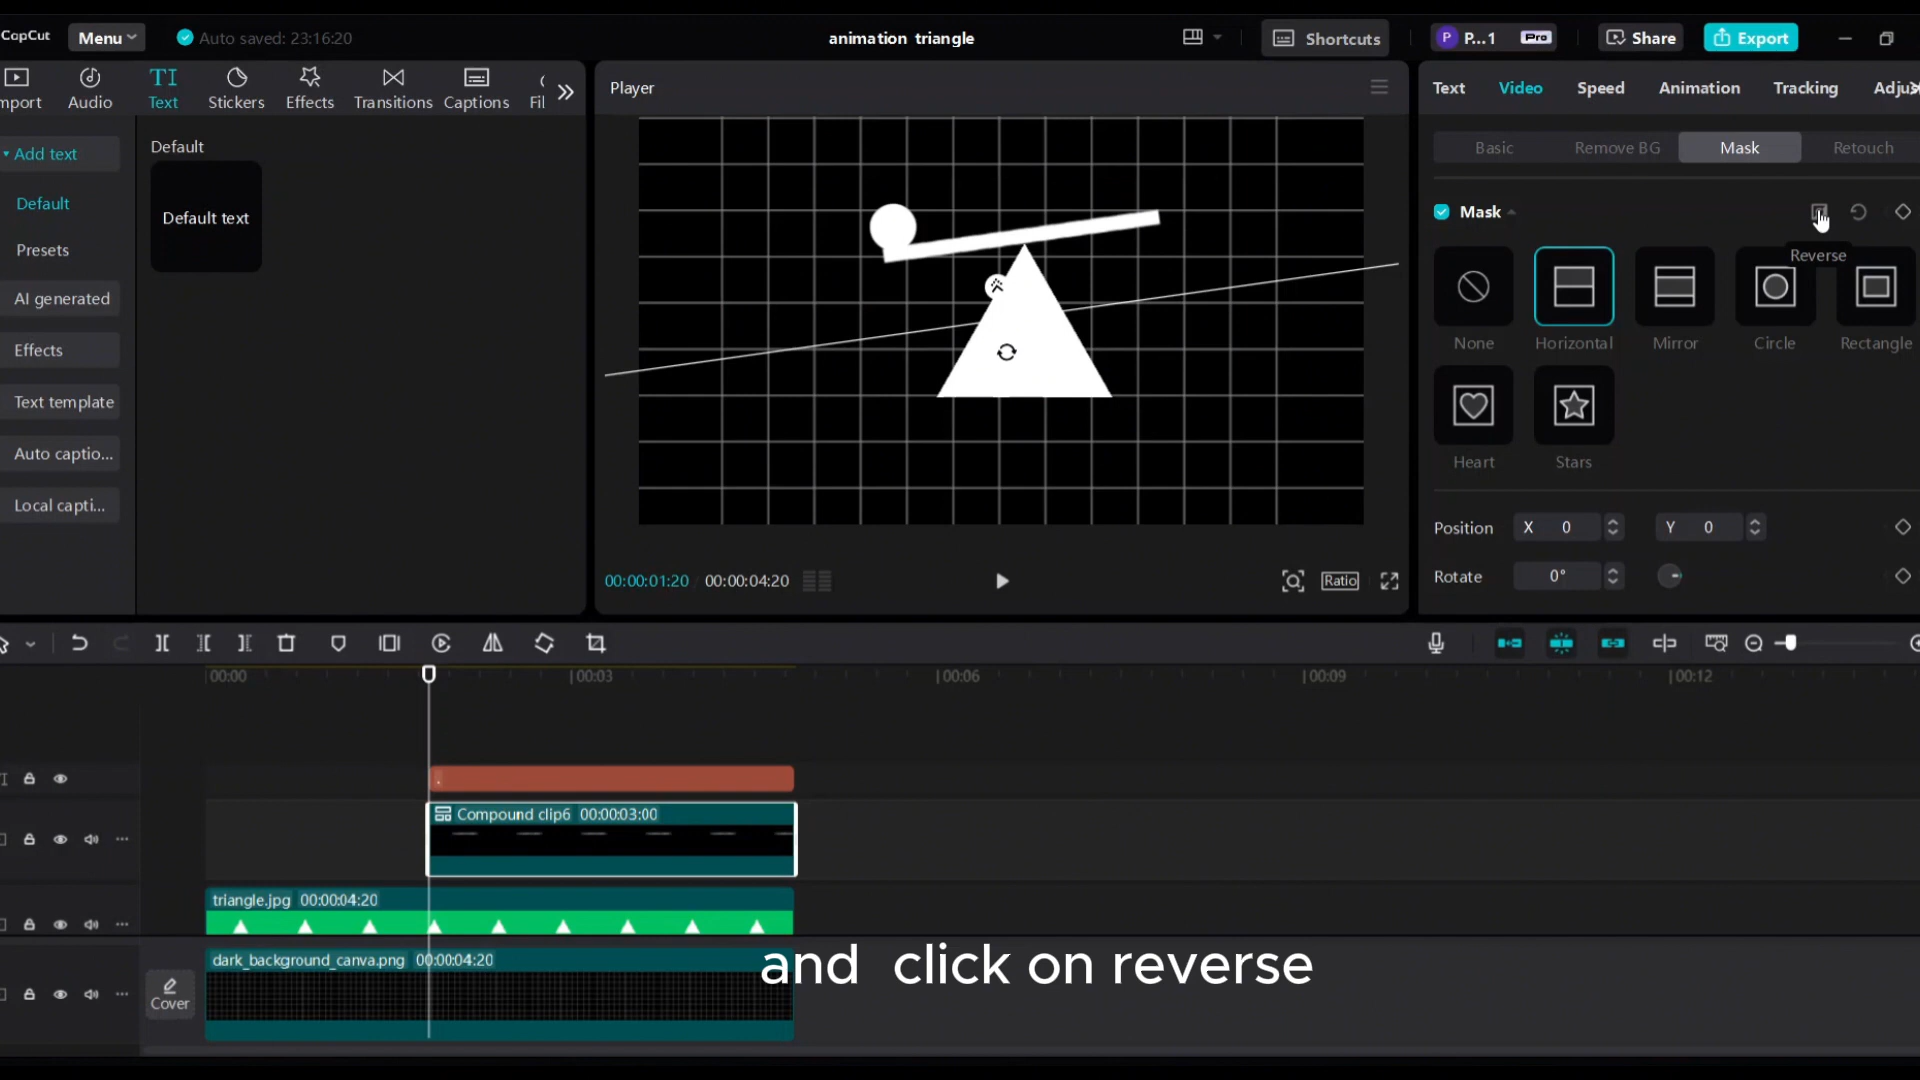 CapCut
Menu
Auto saved: 23:16:20
animation triangle
Shortcuts
P...1
Pro
Share
Export
mport
Audio
TI
Text
Stickers
Effects
Transitions
Captions
Fil
Player
Text
Video
Speed
Animation
Tracking
Adjus
Add text
Default
Presets
AI generated
Effects
Text template
Auto captio...
Local capti...
Default
Default text
Basic
Remove BG
Mask
Retouch
Mask
Reverse
None
Horizontal
Mirror
Circle
Rectangle
Heart
Stars
Position
X 0
Y 0
Rotate
0°
00:00:01:20
00:00:04:20
Ratio
00:00
00:03
00:06
00:09
00:12
Compound clip6 00:00:03:00
triangle.jpg 00:00:04:20
dark_background_canva.png 00:00:04:20
Cover
and click on reverse